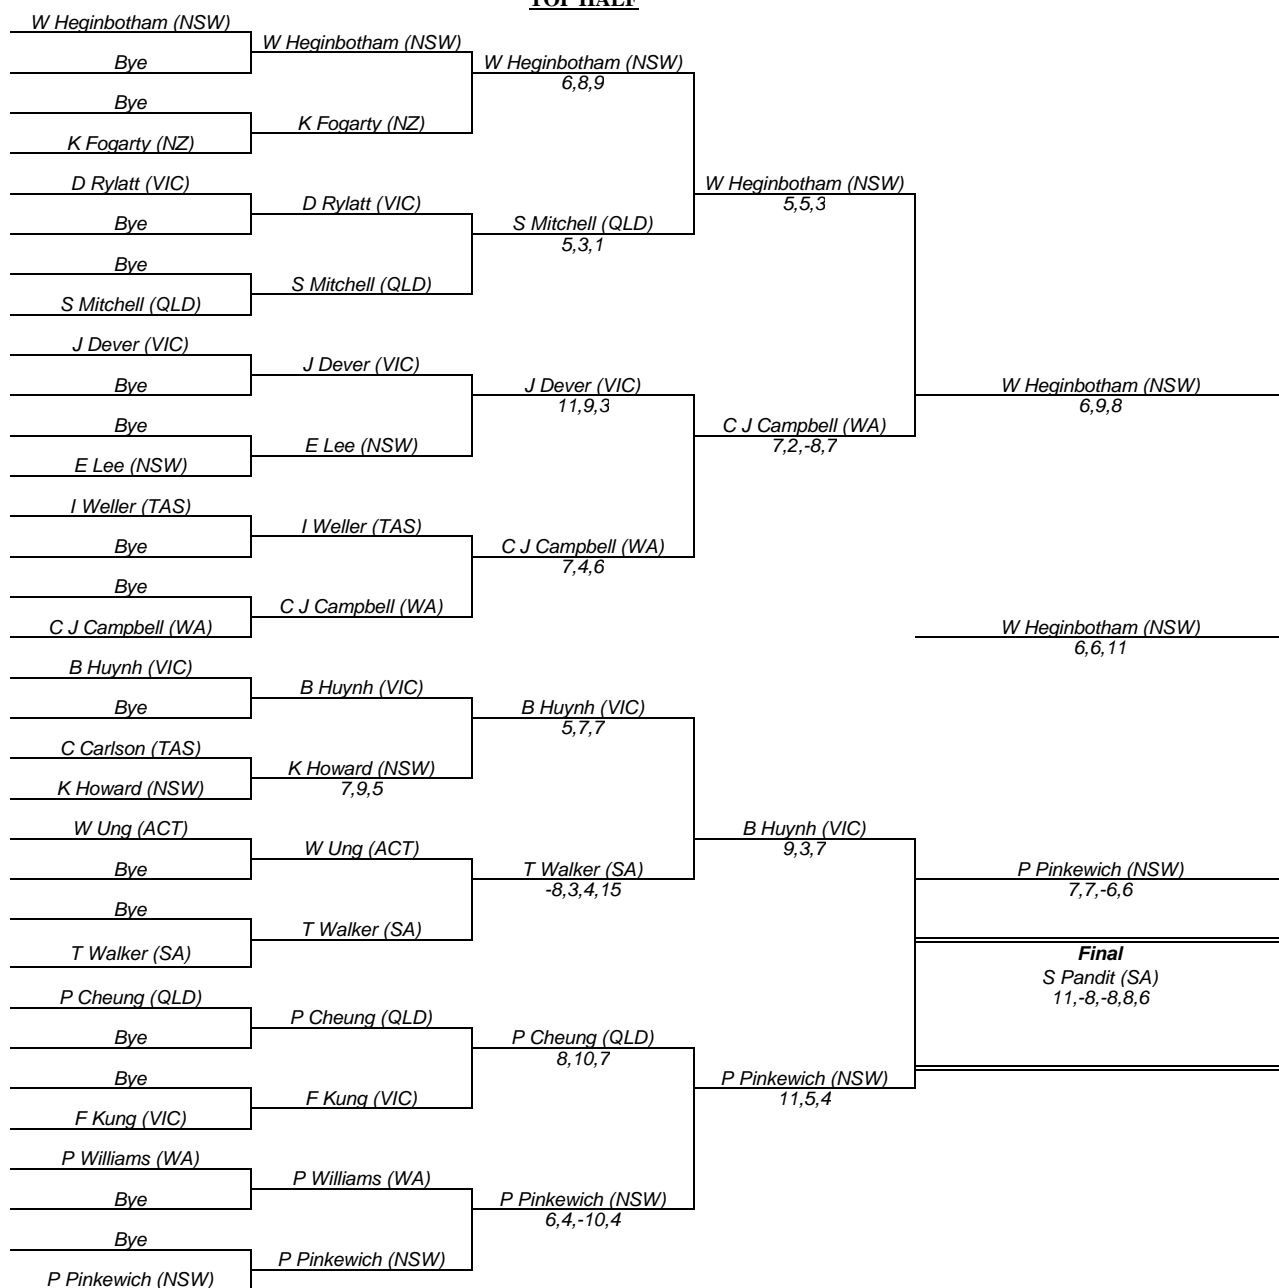 TOP HALF
W Heginbotham (NSW)
W Heginbotham (NSW)
Bye
W Heginbotham (NSW)
6,8,9
Bye
K Fogarty (NZ)
K Fogarty (NZ)
D Rylatt (VIC)
W Heginbotham (NSW)
5,5,3
D Rylatt (VIC)
Bye
S Mitchell (QLD)
5,3,1
Bye
S Mitchell (QLD)
S Mitchell (QLD)
J Dever (VIC)
J Dever (VIC)
Bye
J Dever (VIC)
11,9,3
W Heginbotham (NSW)
6,9,8
Bye
C J Campbell (WA)
7,2,-8,7
E Lee (NSW)
E Lee (NSW)
I Weller (TAS)
I Weller (TAS)
Bye
C J Campbell (WA)
7,4,6
Bye
C J Campbell (WA)
C J Campbell (WA)
W Heginbotham (NSW)
6,6,11
B Huynh (VIC)
B Huynh (VIC)
Bye
B Huynh (VIC)
5,7,7
C Carlson (TAS)
K Howard (NSW)
7,9,5
K Howard (NSW)
W Ung (ACT)
B Huynh (VIC)
9,3,7
W Ung (ACT)
Bye
T Walker (SA)
-8,3,4,15
P Pinkewich (NSW)
7,7,-6,6
Bye
T Walker (SA)
T Walker (SA)
Final
S Pandit (SA)
11,-8,-8,8,6
P Cheung (QLD)
P Cheung (QLD)
Bye
P Cheung (QLD)
8,10,7
Bye
P Pinkewich (NSW)
11,5,4
F Kung (VIC)
F Kung (VIC)
P Williams (WA)
P Williams (WA)
Bye
P Pinkewich (NSW)
6,4,-10,4
Bye
P Pinkewich (NSW)
P Pinkewich (NSW)